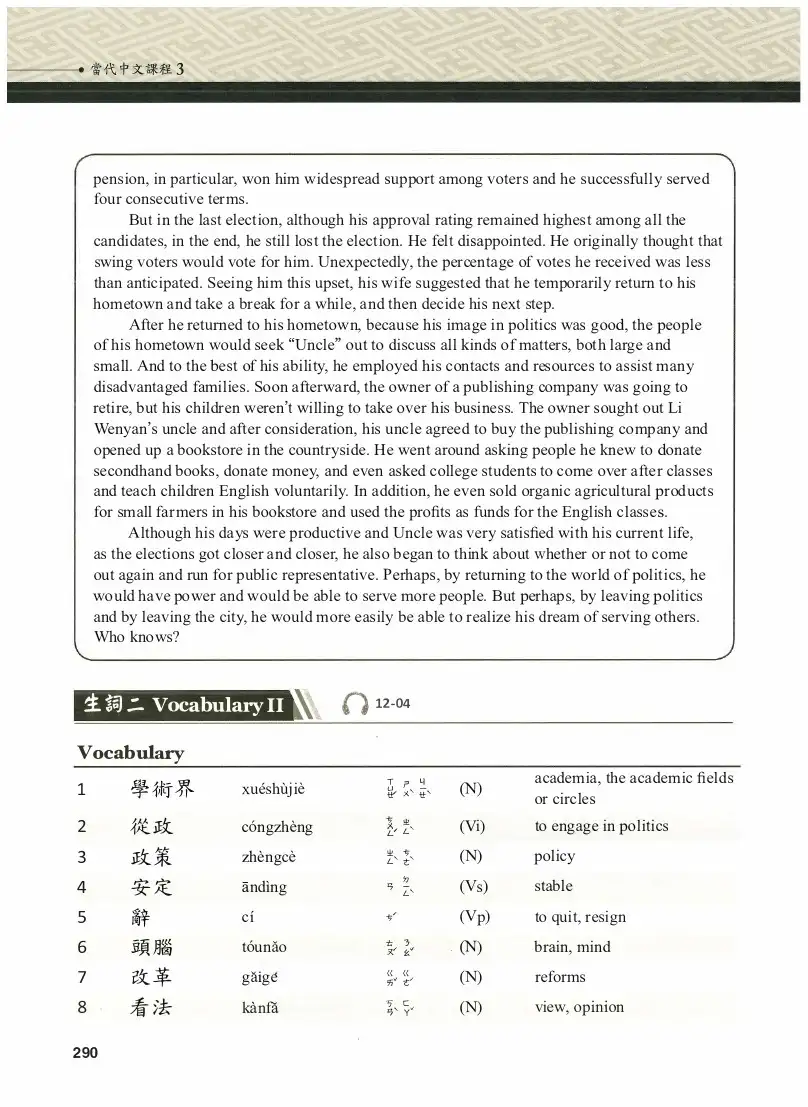 • 當代中文課程 3
pension, in particular, won him widespread support among voters and he successfully served
four consecutive terms.
But in the last election, although his approval rating remained highest among all the
candidates, in the end, he still lost the election. He felt disappointed. He originally thought that
swing voters would vote for him. Unexpectedly, the percentage of votes he received was less
than anticipated. Seeing him this upset, his wife suggested that he temporarily return to his
hometown and take a break for a while, and then decide his next step.
After he returned to his hometown, because his image in politics was good, the people
of his hometown would seek “Uncle” out to discuss all kinds of matters, both large and
small. And to the best of his ability, he employed his contacts and resources to assist many
disadvantaged families. Soon afterward, the owner of a publishing company was going to
retire, but his children weren’t willing to take over his business. The owner sought out Li
Wenyan’s uncle and after consideration, his uncle agreed to buy the publishing company and
opened up a bookstore in the countryside. He went around asking people he knew to donate
secondhand books, donate money, and even asked college students to come over after classes
and teach children English voluntarily. In addition, he even sold organic agricultural products
for small farmers in his bookstore and used the profits as funds for the English classes.
Although his days were productive and Uncle was very satisfied with his current life,
as the elections got closer and closer, he also began to think about whether or not to come
out again and run for public representative. Perhaps, by returning to the world of politics, he
would have power and would be able to serve more people. But perhaps, by leaving politics
and by leaving the city, he would more easily be able to realize his dream of serving others.
Who knows?
生詞二 Vocabulary II 12-04
Vocabulary
1 學術界 xuéshùjiè ㄒㄩㄝˊ ㄕㄨˋ ㄐㄧㄝˋ (N) academia, the academic fields
or circles
2 從政 cóngzhèng ㄘㄨㄥˊ ㄓㄥˋ (Vi) to engage in politics
3 政策 zhèngcè ㄓㄥˋ ㄘㄜˋ (N) policy
4 安定 āndìng ㄢ ㄉㄧㄥˋ (Vs) stable
5 辭 cí ㄘˊ (Vp) to quit, resign
6 頭腦 tóunǎo ㄊㄡˊ ㄋㄠˇ (N) brain, mind
7 改革 gǎigé ㄍㄞˇ ㄍㄜˊ (N) reforms
8 看法 kànfǎ ㄎㄢˋ ㄈㄚˇ (N) view, opinion
290